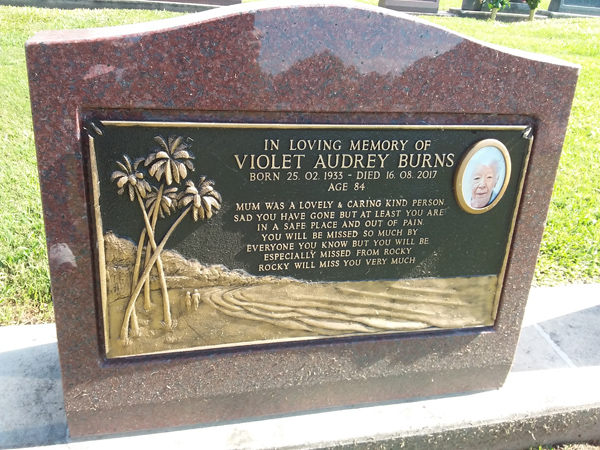 IN LOVING MEMORY OF
VIOLET AUDREY BURNS
BORN 25. 02. 1933 - DIED 16. 08. 2017
AGE 84
MUM WAS A LOVELY & CARING KIND PERSON.
SAD YOU HAVE GONE BUT AT LEAST YOU ARE
IN A SAFE PLACE AND OUT OF PAIN.
YOU WILL BE MISSED SO MUCH BY
EVERYONE YOU KNOW BUT YOU WILL BE
ESPECIALLY MISSED FROM ROCKY
ROCKY WILL MISS YOU VERY MUCH